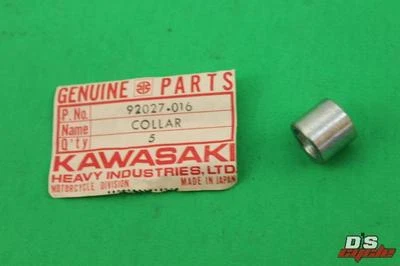 GENUINE PARTS
P. No. 92027-016
Name COLLAR
Q'ty 5
KAWASAKI
HEAVY INDUSTRIES, LTD.
MOTORCYCLE DIVISION MADE IN JAPAN
D'S
cycle